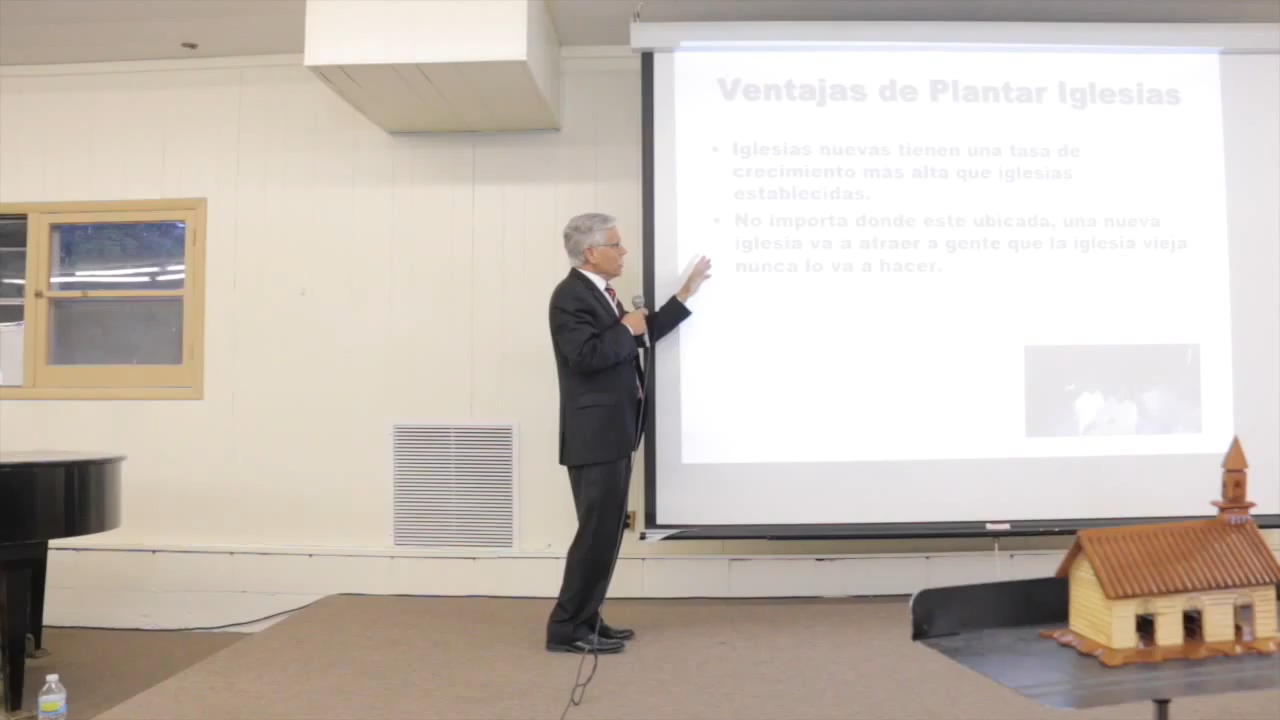 Ventajas de Plantar Iglesias
• Iglesias nuevas tienen una tasa de
crecimiento más alta que iglesias
establecidas.
• No importa donde este ubicada, una nueva
iglesia va a atraer a gente que la iglesia vieja
nunca lo va a hacer.